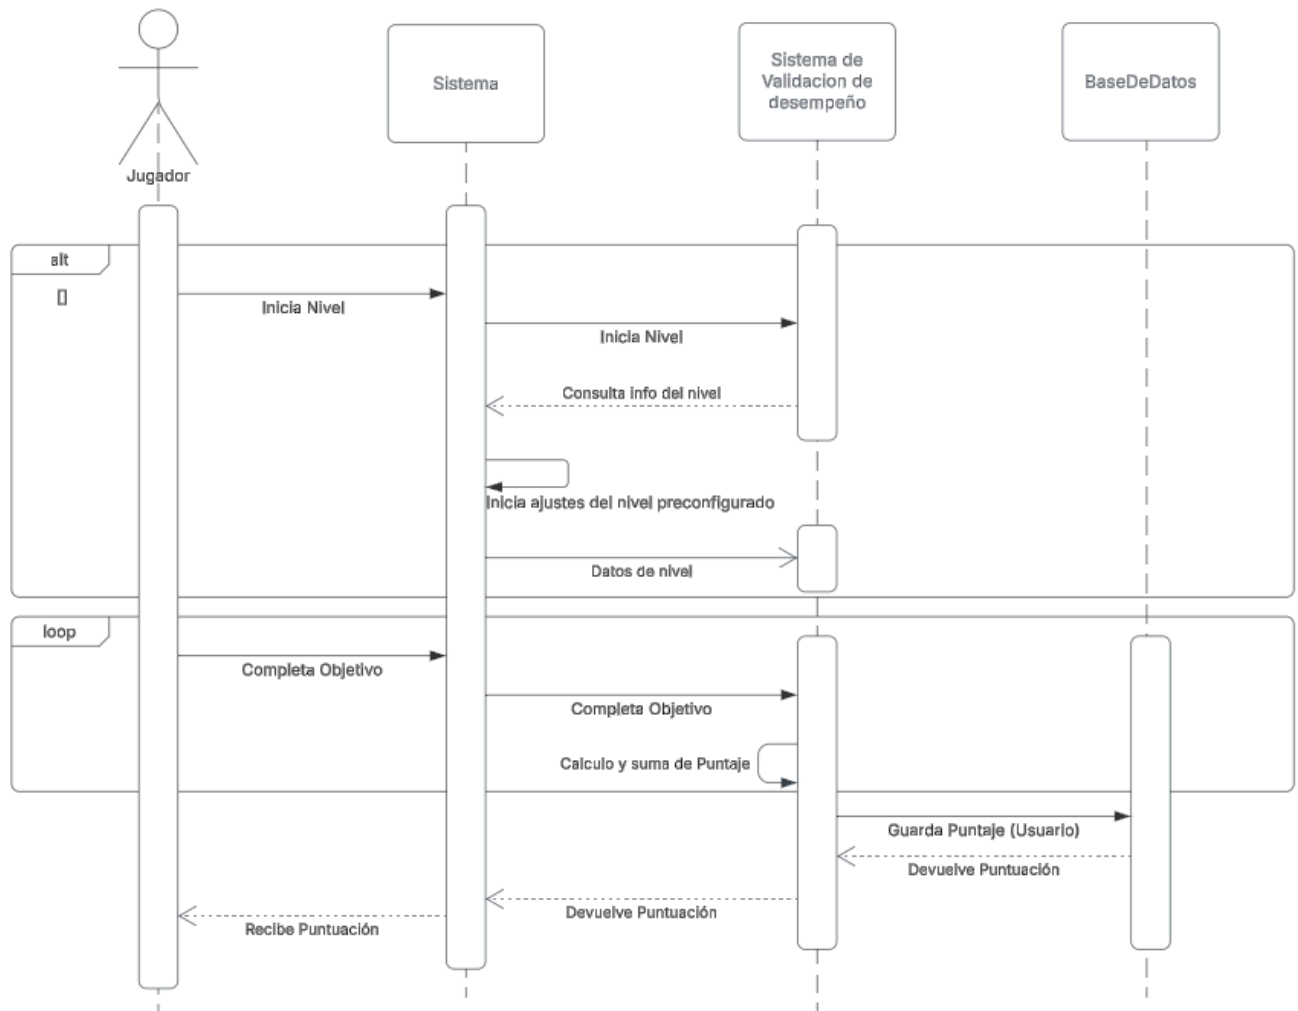 Sistema
Sistema de
Validacion de
desempeño
BaseDeDatos
Jugador
alt
[]
Inicia Nivel
Inicia Nivel
Consulta info del nivel
Inicia ajustes del nivel preconfigurado
Datos de nivel
loop
Completa Objetivo
Completa Objetivo
Calculo y suma de Puntaje
Guarda Puntaje (Usuario)
Devuelve Puntuación
Devuelve Puntuación
Recibe Puntuación